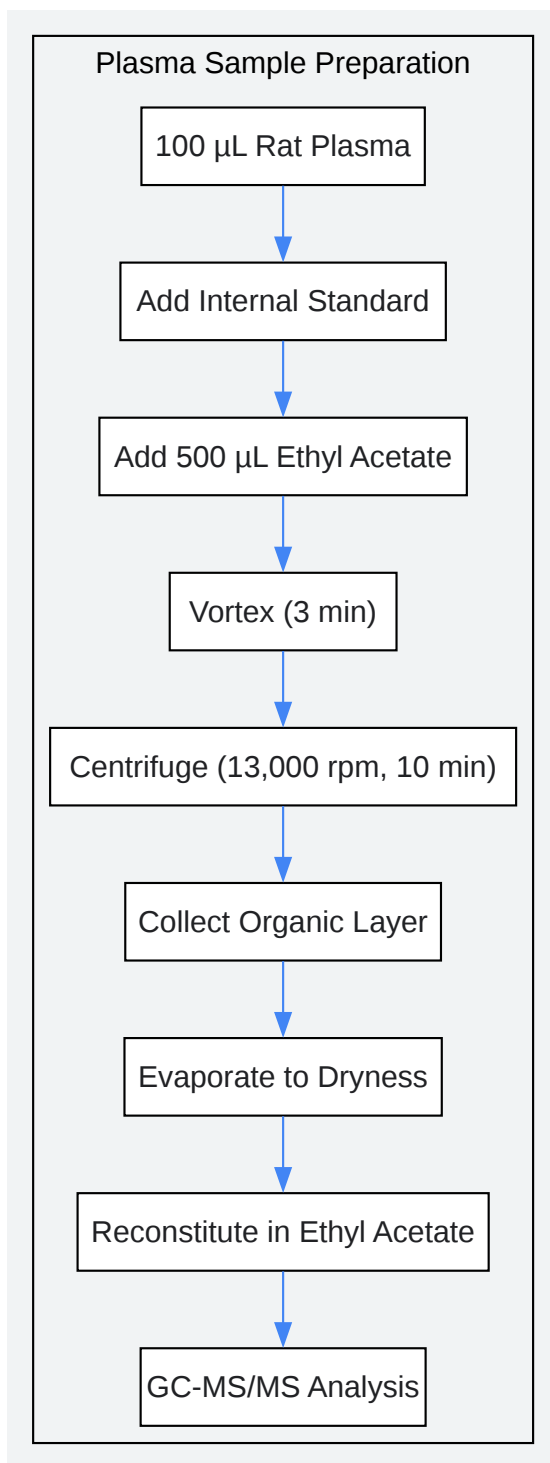 Plasma Sample Preparation
100 µL Rat Plasma
Add Internal Standard
Add 500 µL Ethyl Acetate
Vortex (3 min)
Centrifuge (13,000 rpm, 10 min)
Collect Organic Layer
Evaporate to Dryness
Reconstitute in Ethyl Acetate
GC-MS/MS Analysis